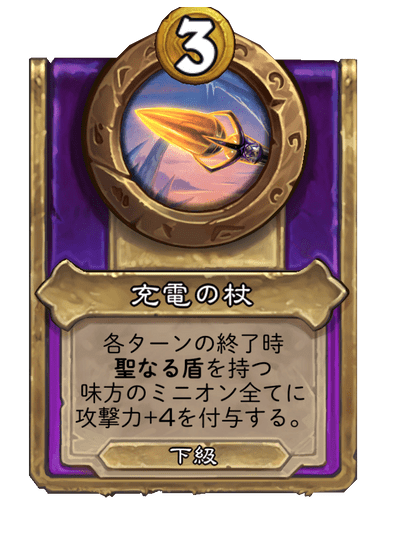 3
充電の杖
各ターンの終了時
聖なる盾を持つ
味方のミニオン全てに
攻撃力+4を付与する。
下級